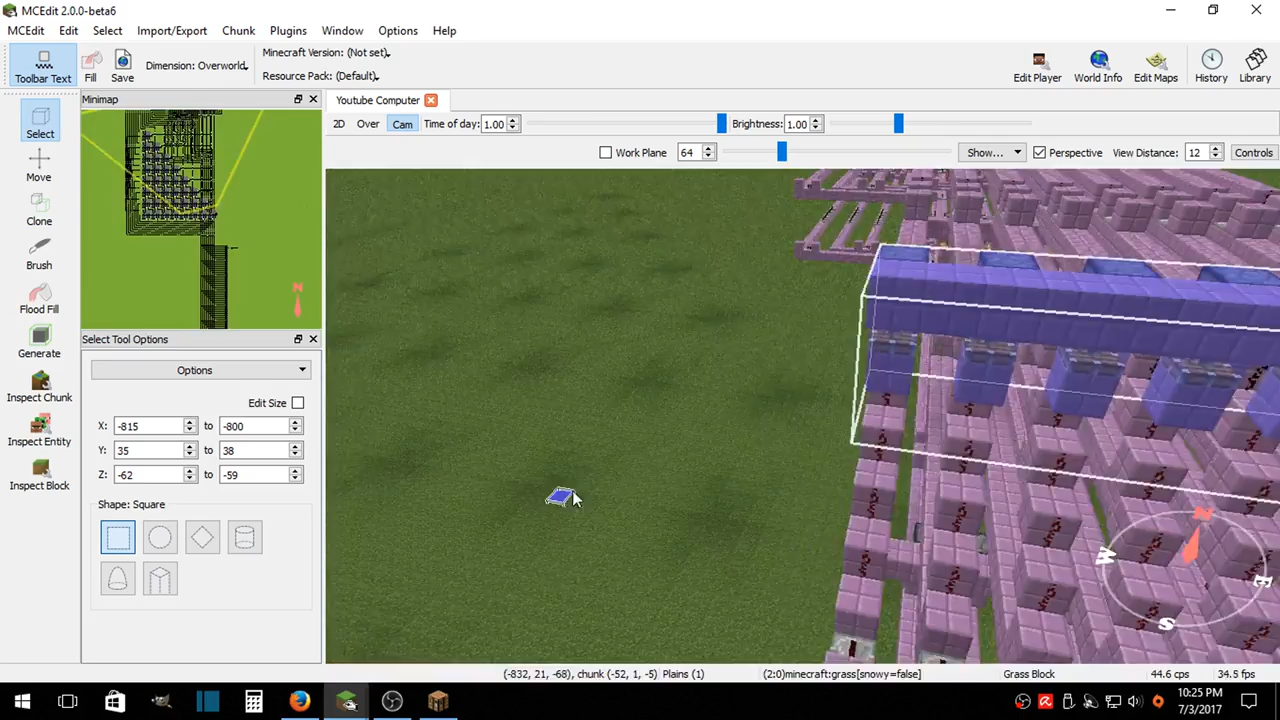 MCEdit 2.0.0-beta6
MCEdit Edit Select Import/Export Chunk Plugins Window Options Help
Toolbar Text
Fill
Save
Dimension: Overworld
Minecraft Version: (Not set)
Resource Pack: (Default)
Edit Player
World Info
Edit Maps
History
Library
Select
Move
Clone
Brush
Flood Fill
Generate
Inspect Chunk
Inspect Entity
Inspect Block
Minimap
N
Select Tool Options
Options
Edit Size
X: -815 to -800
Y: 35 to 38
Z: -62 to -59
Shape: Square
Youtube Computer
2D Over Cam Time of day: 1.00 Brightness: 1.00
Work Plane 64 Show... Perspective View Distance: 12 Controls
N
W
E
S
(-832, 21, -68), chunk (-52, 1, -5) Plains (1) (2:0)minecraft:grass[snowy=false] Grass Block 44.6 cps 34.5 fps
10:25 PM
7/3/2017